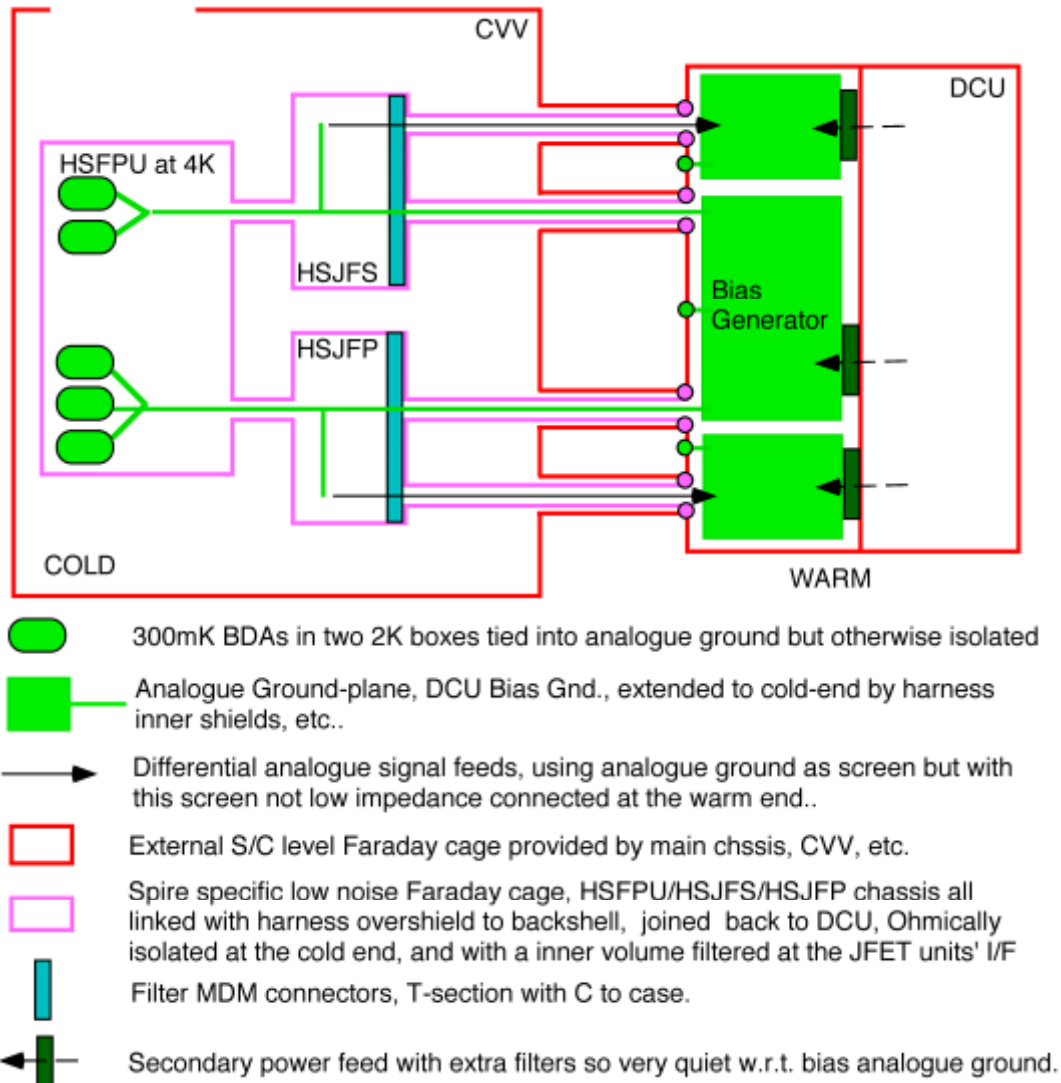 CVV
DCU
HSFPU at 4K
HSJFS
Bias
Generator
HSJFP
COLD
WARM
300mK BDAs in two 2K boxes tied into analogue ground but otherwise isolated
Analogue Ground-plane, DCU Bias Gnd., extended to cold-end by harness
inner shields, etc..
Differential analogue signal feeds, using analogue ground as screen but with
this screen not low impedance connected at the warm end..
External S/C level Faraday cage provided by main chssis, CVV, etc.
Spire specific low noise Faraday cage, HSFPU/HSJFS/HSJFP chassis all
linked with harness overshield to backshell, joined back to DCU, Ohmically
isolated at the cold end, and with a inner volume filtered at the JFET units' I/F
Filter MDM connectors, T-section with C to case.
Secondary power feed with extra filters so very quiet w.r.t. bias analogue ground.